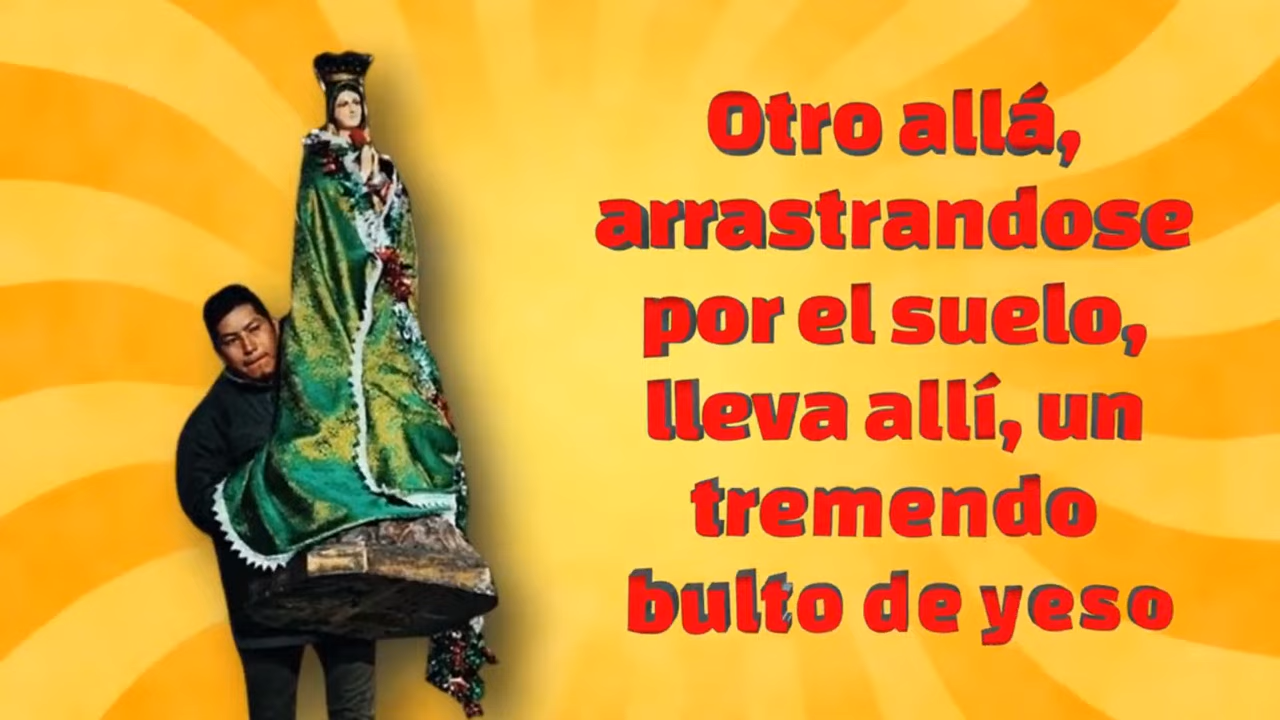 Otro allá,
arrastrandose
por el suelo,
lleva allí, un
tremendo
bulto de yeso